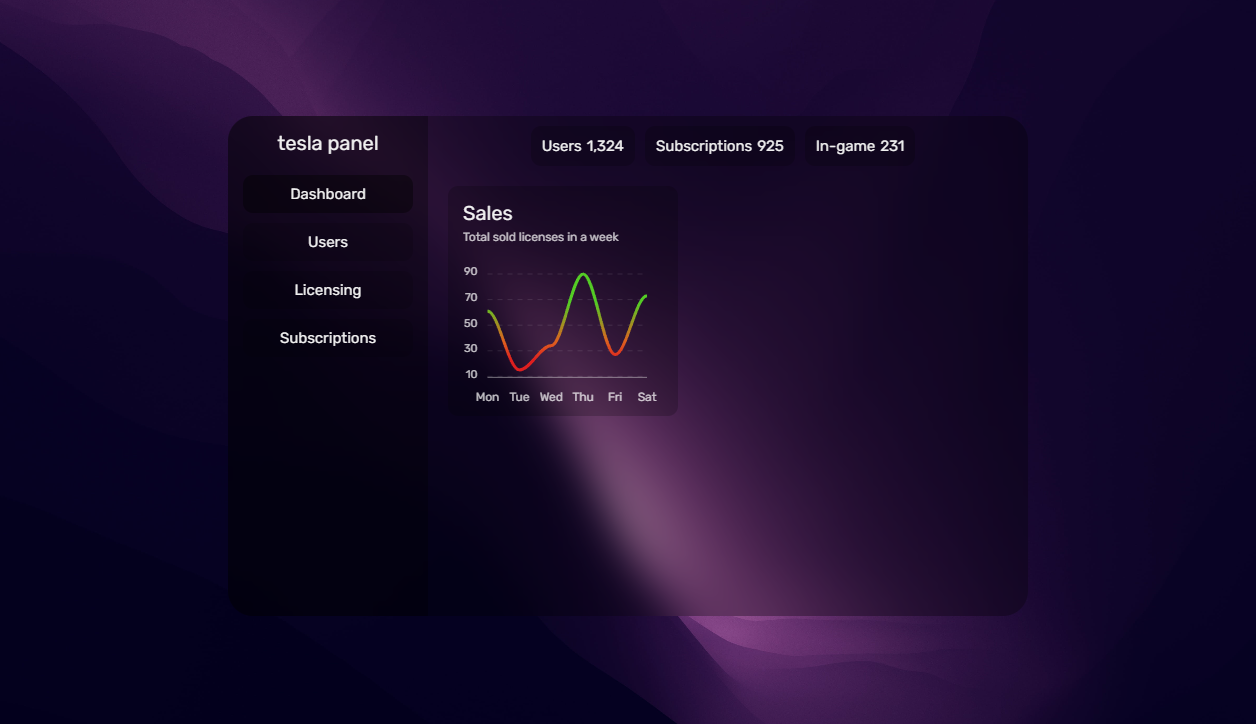 tesla panel
Users 1,324
Subscriptions 925
In-game 231
Dashboard
Users
Licensing
Subscriptions
Sales
Total sold licenses in a week
90
70
50
30
10
Mon Tue Wed Thu Fri Sat